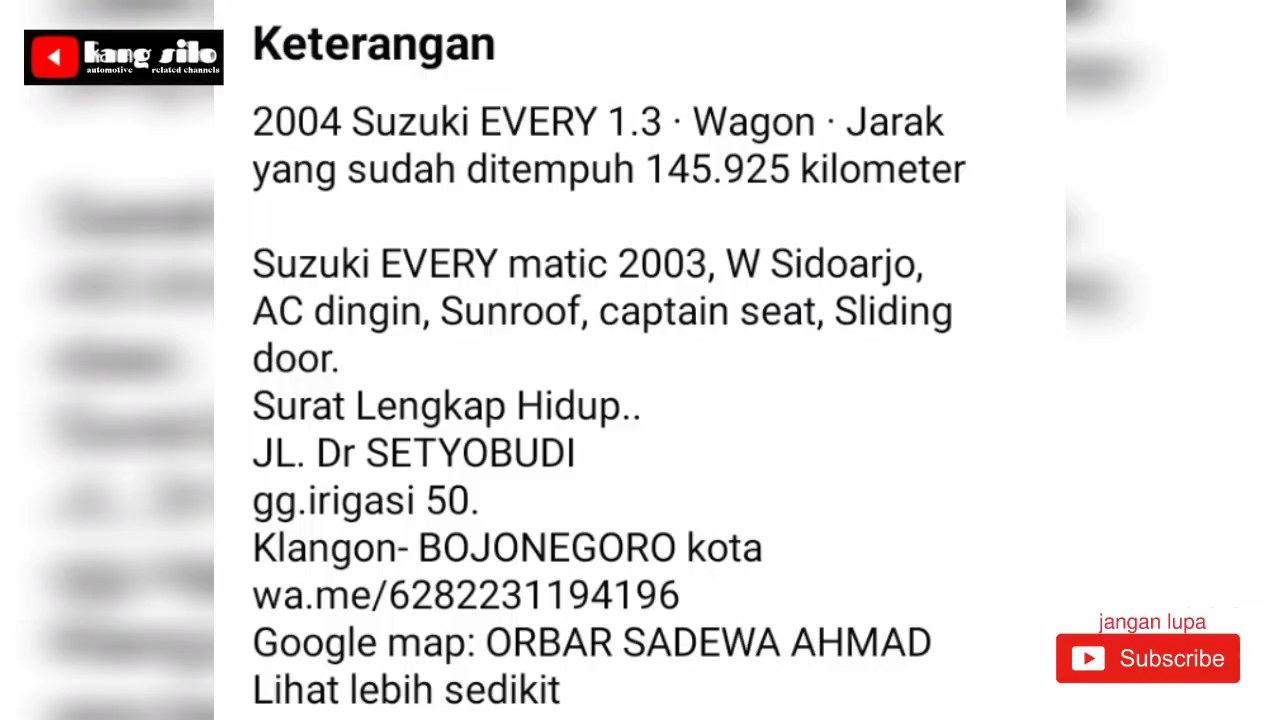 Kang silo
automotive related channels
Keterangan
2004 Suzuki EVERY 1.3 · Wagon · Jarak
yang sudah ditempuh 145.925 kilometer
Suzuki EVERY matic 2003, W Sidoarjo,
AC dingin, Sunroof, captain seat, Sliding
door.
Surat Lengkap Hidup..
JL. Dr SETYOBUDI
gg.irigasi 50.
Klangon- BOJONEGORO kota
wa.me/6282231194196
Google map: ORBAR SADEWA AHMAD
Lihat lebih sedikit
jangan lupa
Subscribe